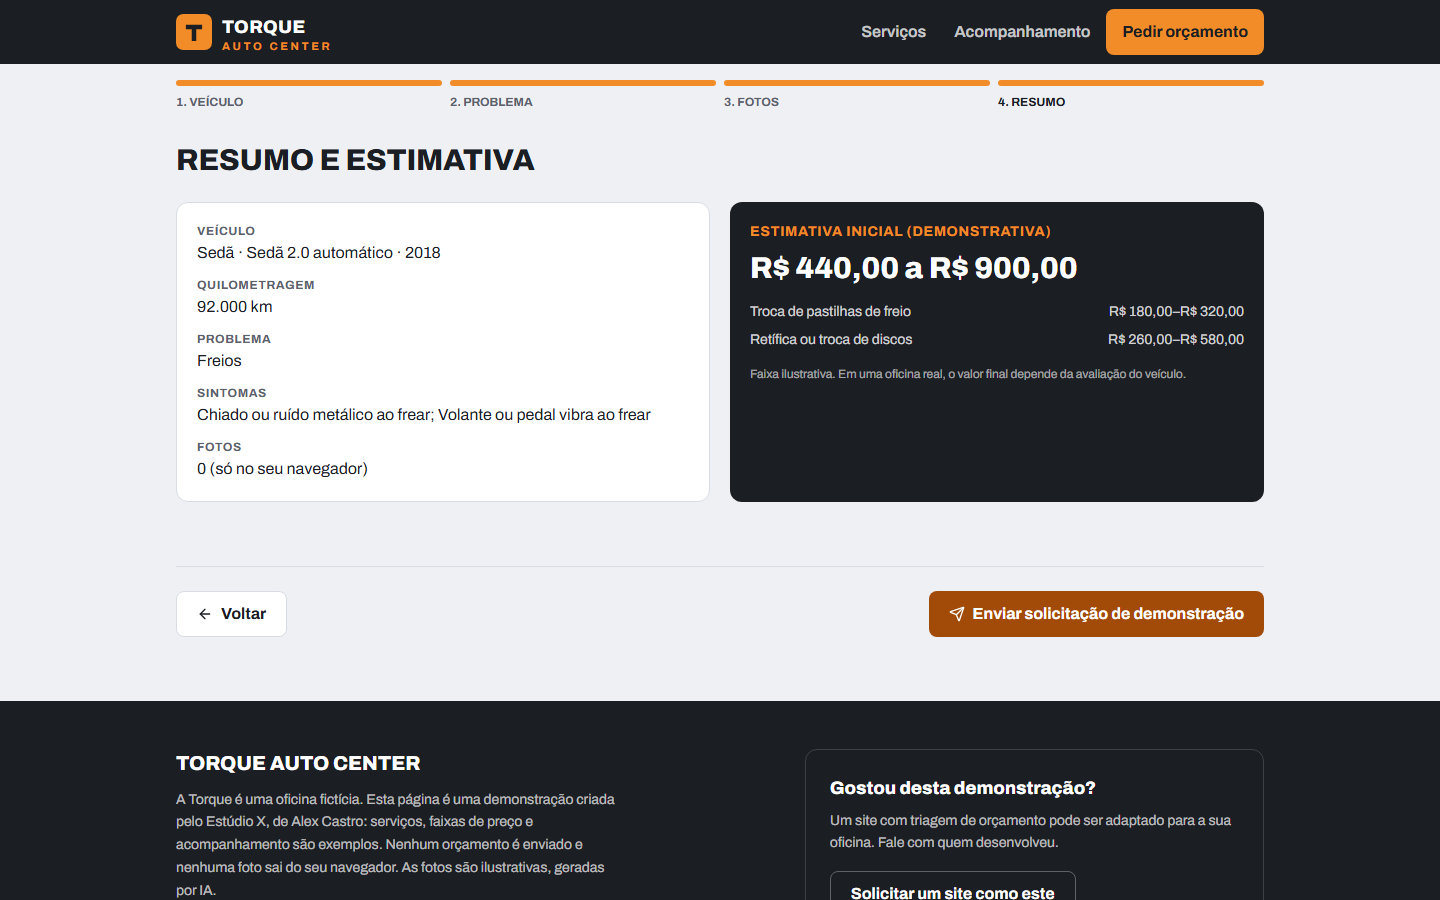 T TORQUE
AUTO CENTER
Serviços Acompanhamento Pedir orçamento
1. VEÍCULO 2. PROBLEMA 3. FOTOS 4. RESUMO
RESUMO E ESTIMATIVA
VEÍCULO
Sedã · Sedã 2.0 automático · 2018
QUILOMETRAGEM
92.000 km
PROBLEMA
Freios
SINTOMAS
Chiado ou ruído metálico ao frear; Volante ou pedal vibra ao frear
FOTOS
0 (só no seu navegador)
ESTIMATIVA INICIAL (DEMONSTRATIVA)
R$ 440,00 a R$ 900,00
Troca de pastilhas de freio R$ 180,00–R$ 320,00
Retífica ou troca de discos R$ 260,00–R$ 580,00
Faixa ilustrativa. Em uma oficina real, o valor final depende da avaliação do veículo.
Voltar Enviar solicitação de demonstração
TORQUE AUTO CENTER
A Torque é uma oficina fictícia. Esta página é uma demonstração criada
pelo Estúdio X, de Alex Castro: serviços, faixas de preço e
acompanhamento são exemplos. Nenhum orçamento é enviado e
nenhuma foto sai do seu navegador. As fotos são ilustrativas, geradas
por IA.
Gostou desta demonstração?
Um site com triagem de orçamento pode ser adaptado para a sua
oficina. Fale com quem desenvolveu.
Solicitar um site como este